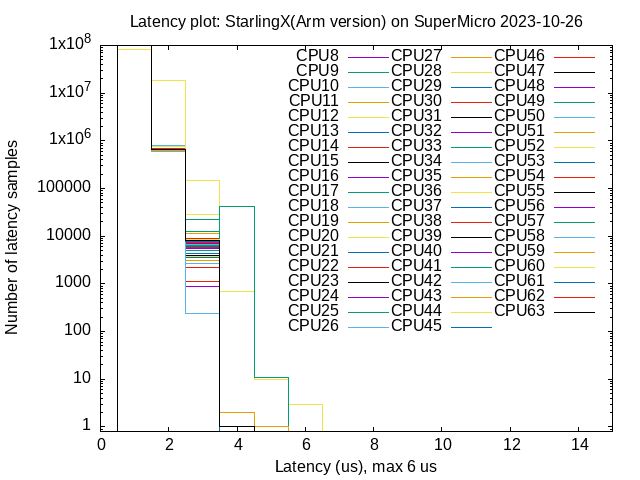 Latency plot: StarlingX(Arm version) on SuperMicro 2023-10-26
Number of latency samples
1x10^8
1x10^7
1x10^6
100000
10000
1000
100
10
1
CPU8 CPU27 CPU46
CPU9 CPU28 CPU47
CPU10 CPU29 CPU48
CPU11 CPU30 CPU49
CPU12 CPU31 CPU50
CPU13 CPU32 CPU51
CPU14 CPU33 CPU52
CPU15 CPU34 CPU53
CPU16 CPU35 CPU54
CPU17 CPU36 CPU55
CPU18 CPU37 CPU56
CPU19 CPU38 CPU57
CPU20 CPU39 CPU58
CPU21 CPU40 CPU59
CPU22 CPU41 CPU60
CPU23 CPU42 CPU61
CPU24 CPU43 CPU62
CPU25 CPU44 CPU63
CPU26 CPU45
0 2 4 6 8 10 12 14
Latency (us), max 6 us